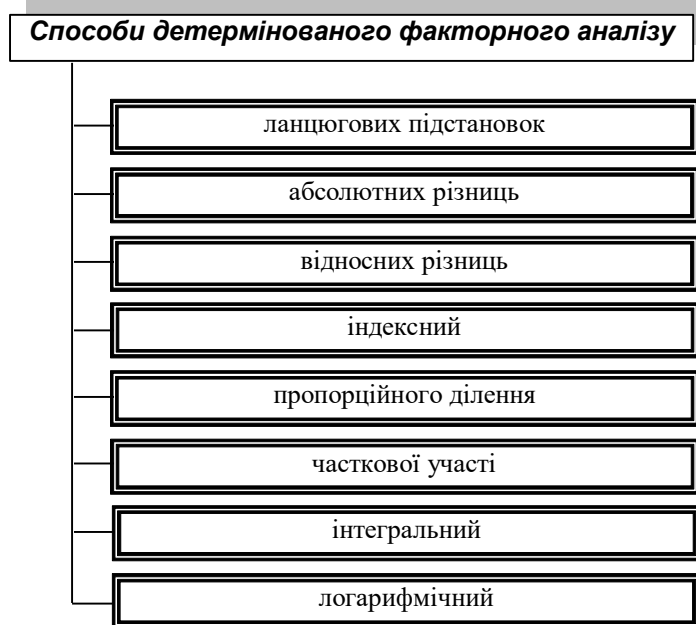 Способи детермінованого факторного аналізу
ланцюгових підстановок
абсолютних різниць
відносних різниць
індексний
пропорційного ділення
часткової участі
інтегральний
логарифмічний